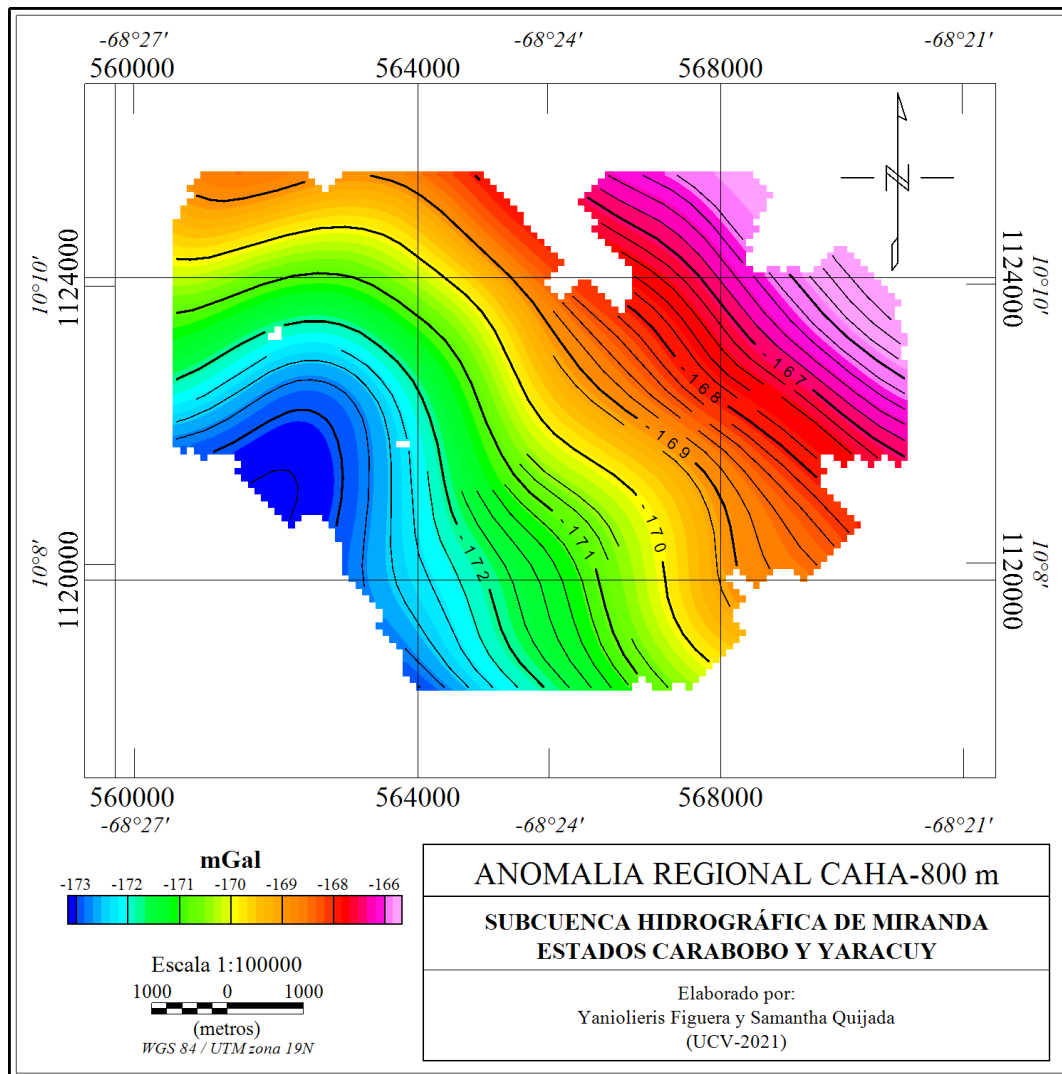 -68°27' -68°24' -68°21'
560000 564000 568000
N
10°10' 1124000 1124000 10°10'
-167
-168
-169
-170
-171
-172
10°8' 1120000 1120000 10°8'
560000 564000 568000
-68°27' -68°24' -68°21'
mGal
-173 -172 -171 -170 -169 -168 -166
Escala 1:100000
1000 0 1000
(metros)
WGS 84 / UTM zona 19N
ANOMALIA REGIONAL CAHA-800 m
SUBCUENCA HIDROGRÁFICA DE MIRANDA
ESTADOS CARABOBO Y YARACUY
Elaborado por:
Yaniolieris Figuera y Samantha Quijada
(UCV-2021)